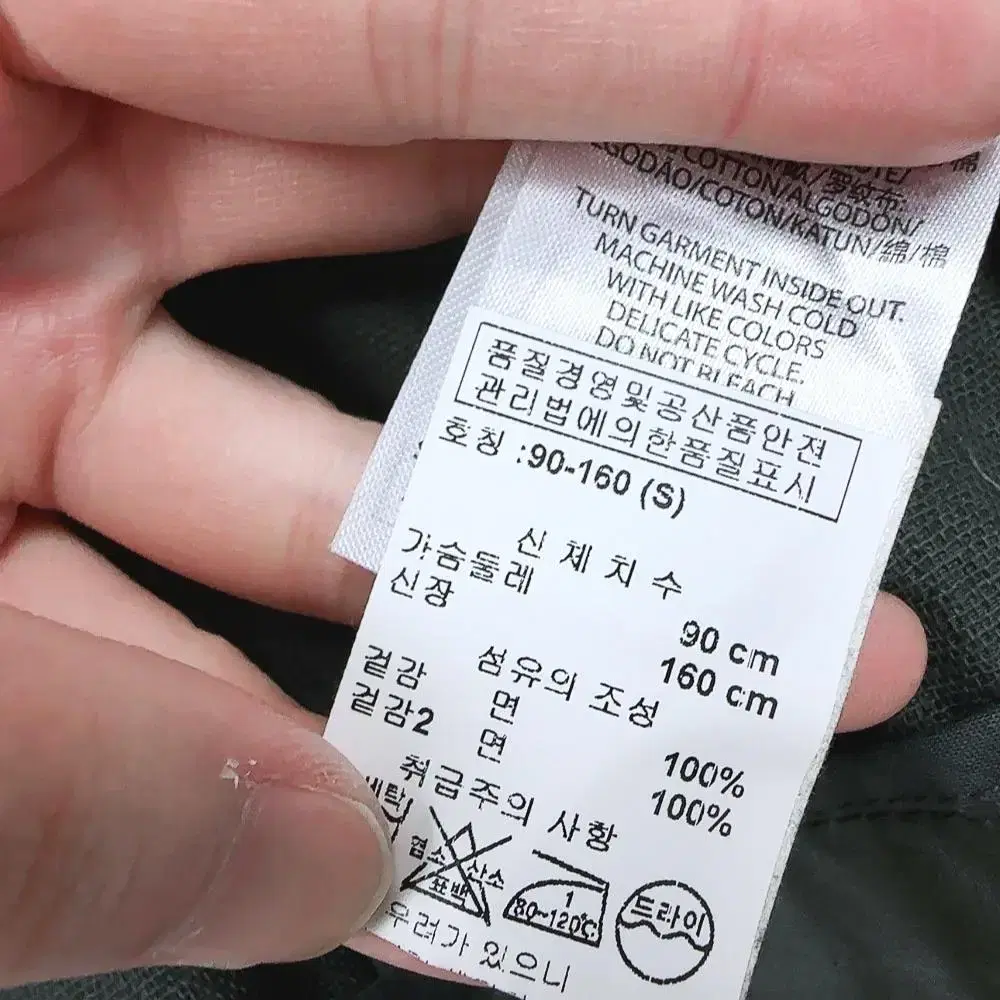 COTTON/ALGODON/
GODÃO/COTON/KATUN/綿/棉
TURN GARMENT INSIDE OUT.
MACHINE WASH COLD
WITH LIKE COLORS
DELICATE CYCLE.
DO NOT BLEACH
품질경영및공산품안전
관리법에의한품질표시
호칭 :90-160 (S)
신 체 치 수
가슴둘레 90 cm
신장 160 cm
섬유의 조성
겉감 면 100%
겉감2 면 100%
취급주의 사항
세탁
염소 산소
표백
1
80~120℃
드라이
우려가 있으니